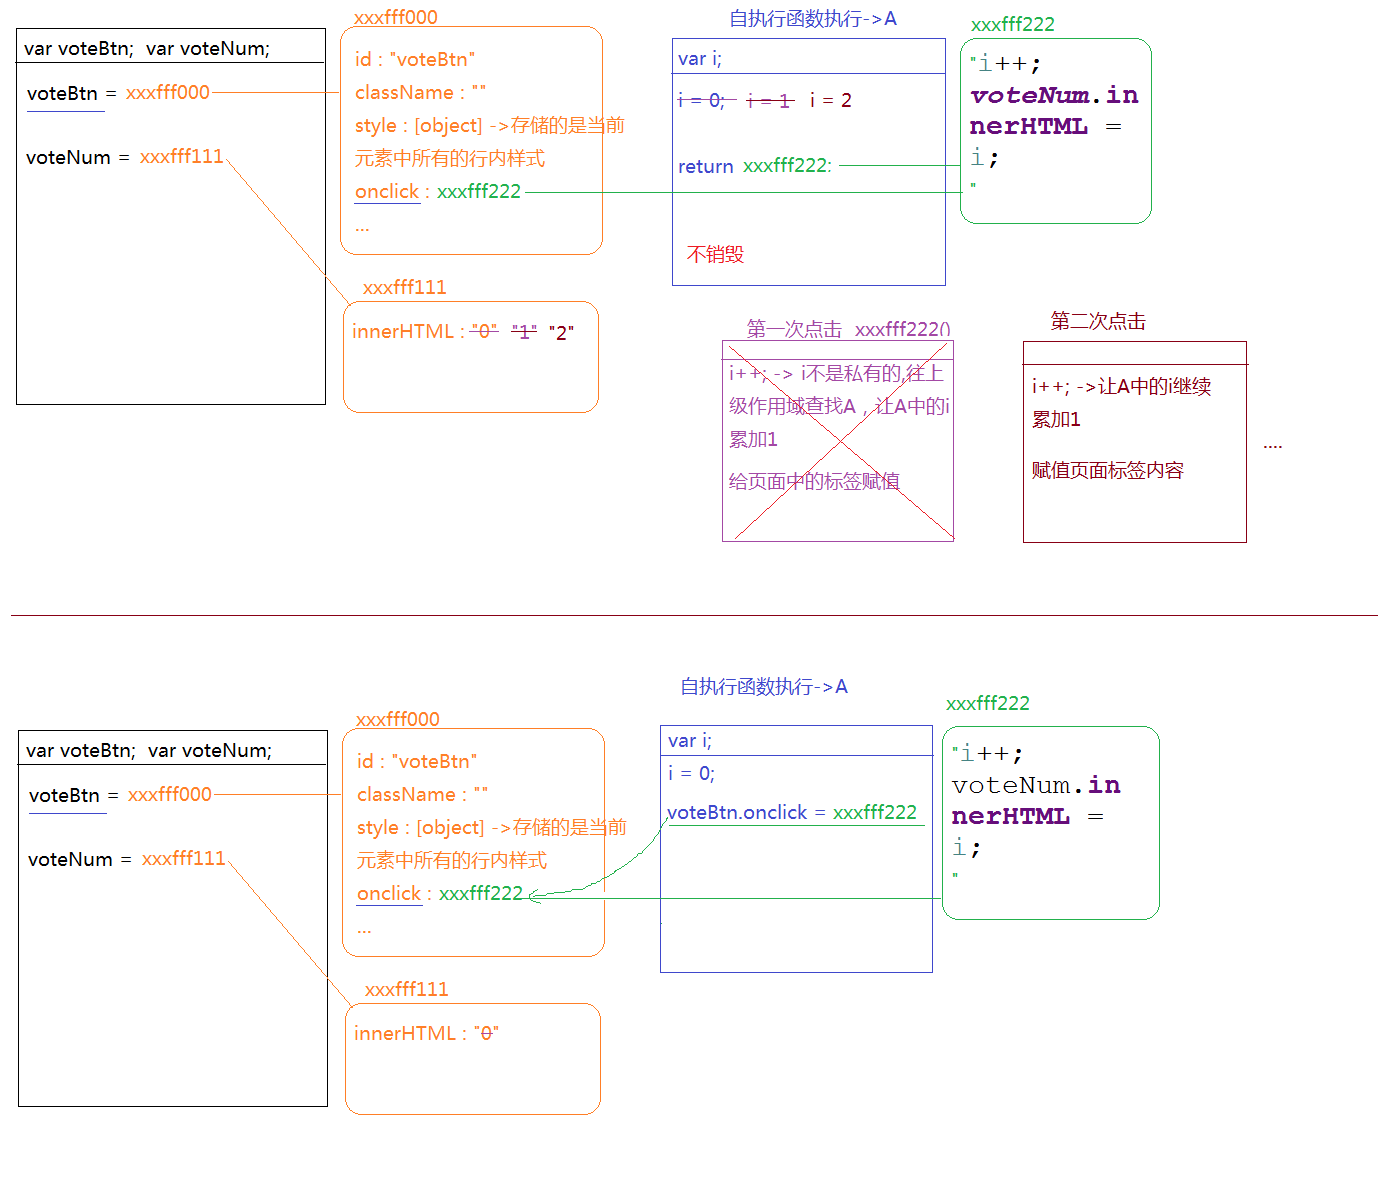 xxxfff000
自执行函数执行->A
xxxfff222
var voteBtn;  var voteNum;
voteBtn = xxxfff000
voteNum = xxxfff111
id : "voteBtn"
className : ""
style : [object] ->存储的是当前
元素中所有的行内样式
onclick : xxxfff222
...
var i;
i = 0;  i = 1  i = 2
return xxxfff222:
不销毁
"i++;
voteNum.in
nerHTML =
i;
"
xxxfff111
innerHTML : "0" "1" "2"
第一次点击  xxxfff222()
i++; -> i不是私有的,往上
级作用域查找A，让A中的i
累加1
给页面中的标签赋值
第二次点击
i++; ->让A中的i继续
累加1
赋值页面标签内容
....
自执行函数执行->A
xxxfff222
xxxfff000
var voteBtn;  var voteNum;
voteBtn = xxxfff000
voteNum = xxxfff111
id : "voteBtn"
className : ""
style : [object] ->存储的是当前
元素中所有的行内样式
onclick : xxxfff222
...
var i;
i = 0;
voteBtn.onclick = xxxfff222
"i++;
voteNum.in
nerHTML =
i;
"
xxxfff111
innerHTML : "0"